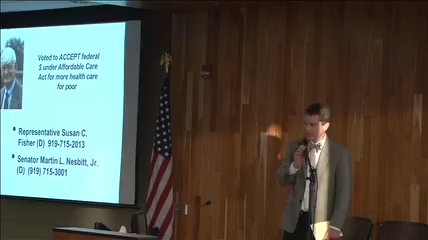 Voted to ACCEPT federal
$ under Affordable Care
Act for more health care
for poor
• Representative Susan C.
Fisher (D) 919-715-2013
• Senator Martin L. Nesbitt, Jr.
(D) (919) 715-3001